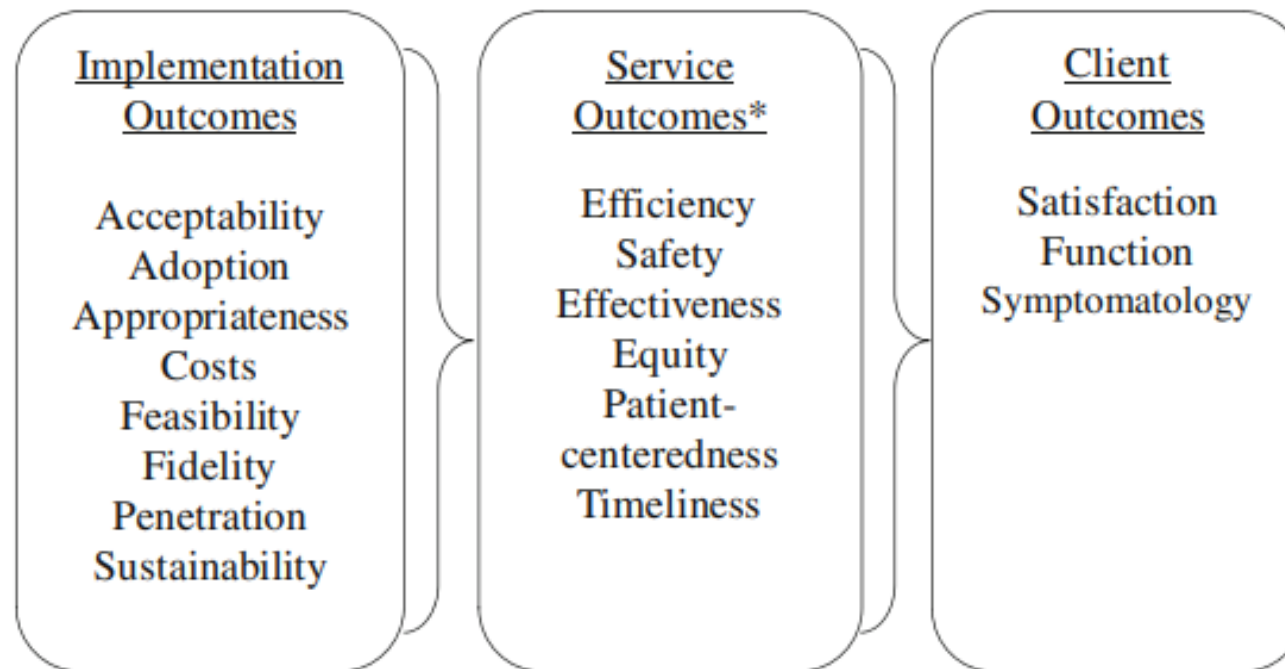 Implementation
Outcomes
Acceptability
Adoption
Appropriateness
Costs
Feasibility
Fidelity
Penetration
Sustainability
Service
Outcomes*
Efficiency
Safety
Effectiveness
Equity
Patient-
centeredness
Timeliness
Client
Outcomes
Satisfaction
Function
Symptomatology